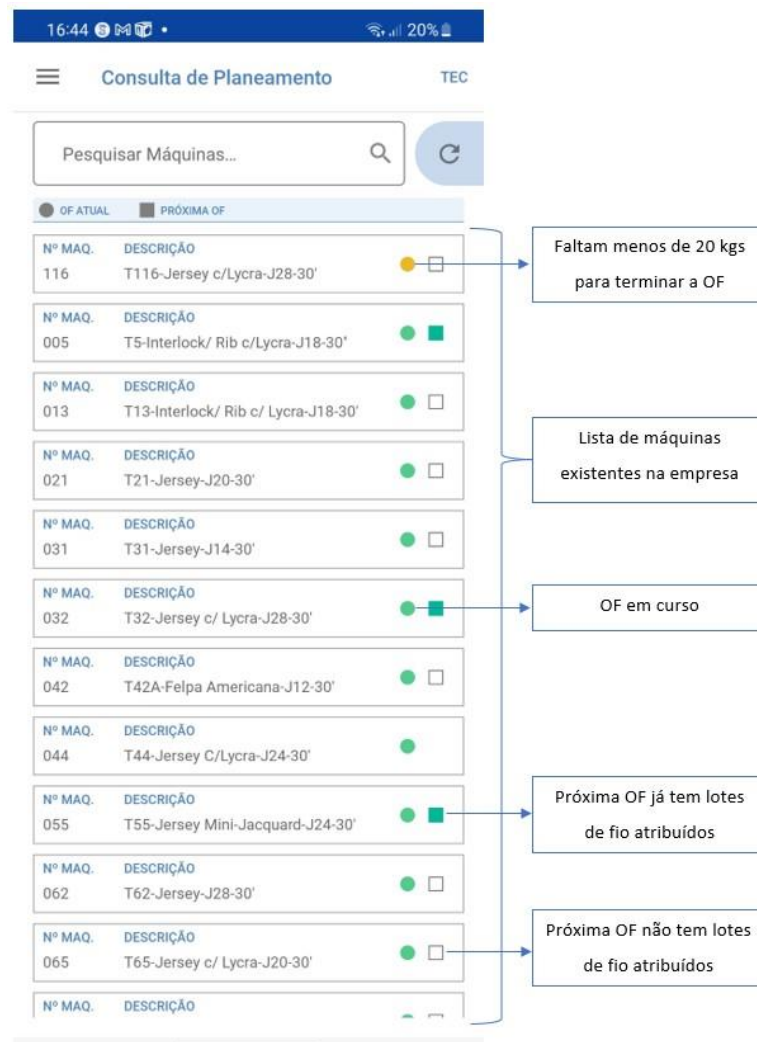 16:44 20%
Consulta de Planeamento TEC
Pesquisar Máquinas...
OF ATUAL PRÓXIMA OF
Nº MAQ. DESCRIÇÃO
116 T116-Jersey c/Lycra-J28-30'
Nº MAQ. DESCRIÇÃO
005 T5-Interlock/ Rib c/Lycra-J18-30'
Nº MAQ. DESCRIÇÃO
013 T13-Interlock/ Rib c/ Lycra-J18-30'
Nº MAQ. DESCRIÇÃO
021 T21-Jersey-J20-30'
Nº MAQ. DESCRIÇÃO
031 T31-Jersey-J14-30'
Nº MAQ. DESCRIÇÃO
032 T32-Jersey c/ Lycra-J28-30'
Nº MAQ. DESCRIÇÃO
042 T42A-Felpa Americana-J12-30'
Nº MAQ. DESCRIÇÃO
044 T44-Jersey C/Lycra-J24-30'
Nº MAQ. DESCRIÇÃO
055 T55-Jersey Mini-Jacquard-J24-30'
Nº MAQ. DESCRIÇÃO
062 T62-Jersey-J28-30'
Nº MAQ. DESCRIÇÃO
065 T65-Jersey c/ Lycra-J20-30'
Nº MAQ. DESCRIÇÃO
Faltam menos de 20 kgs
para terminar a OF
Lista de máquinas
existentes na empresa
OF em curso
Próxima OF já tem lotes
de fio atribuídos
Próxima OF não tem lotes
de fio atribuídos